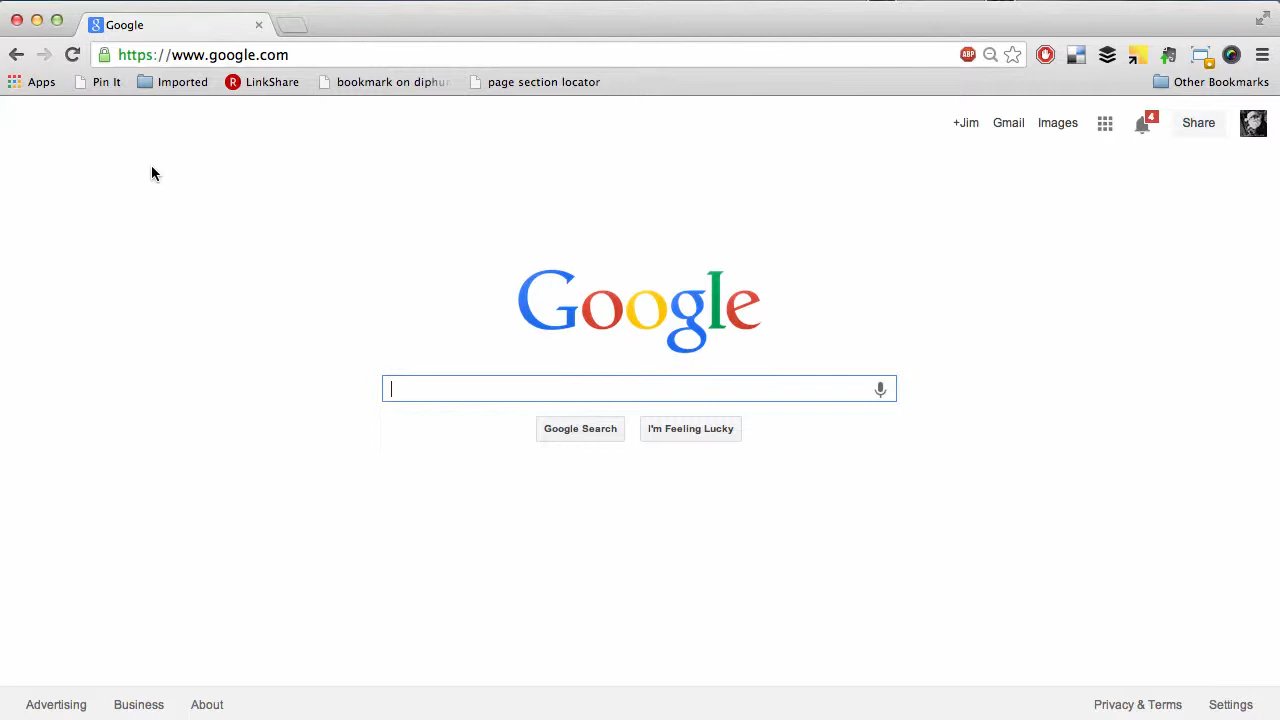 Google
https://www.google.com
ABP
Apps Pin It Imported R LinkShare bookmark on diphur page section locator Other Bookmarks
+Jim Gmail Images 4 Share
Google
Google Search I'm Feeling Lucky
Advertising Business About Privacy & Terms Settings